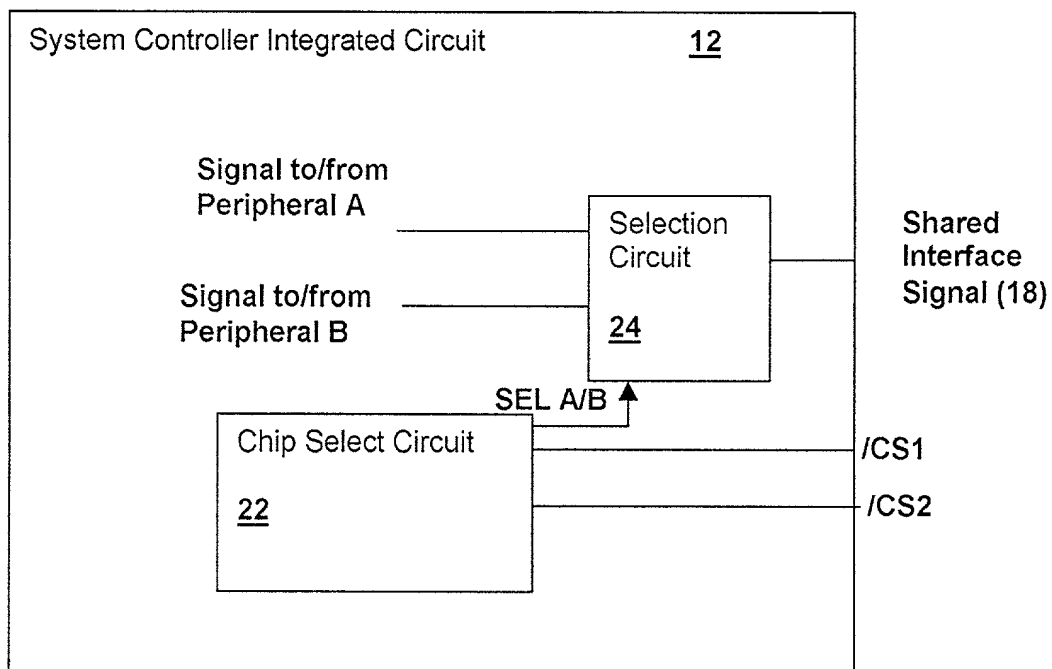 System Controller Integrated Circuit 12
Signal to/from
Peripheral A
Selection
Circuit
24
Shared
Interface
Signal (18)
Signal to/from
Peripheral B
SEL A/B
Chip Select Circuit
22
/CS1
/CS2